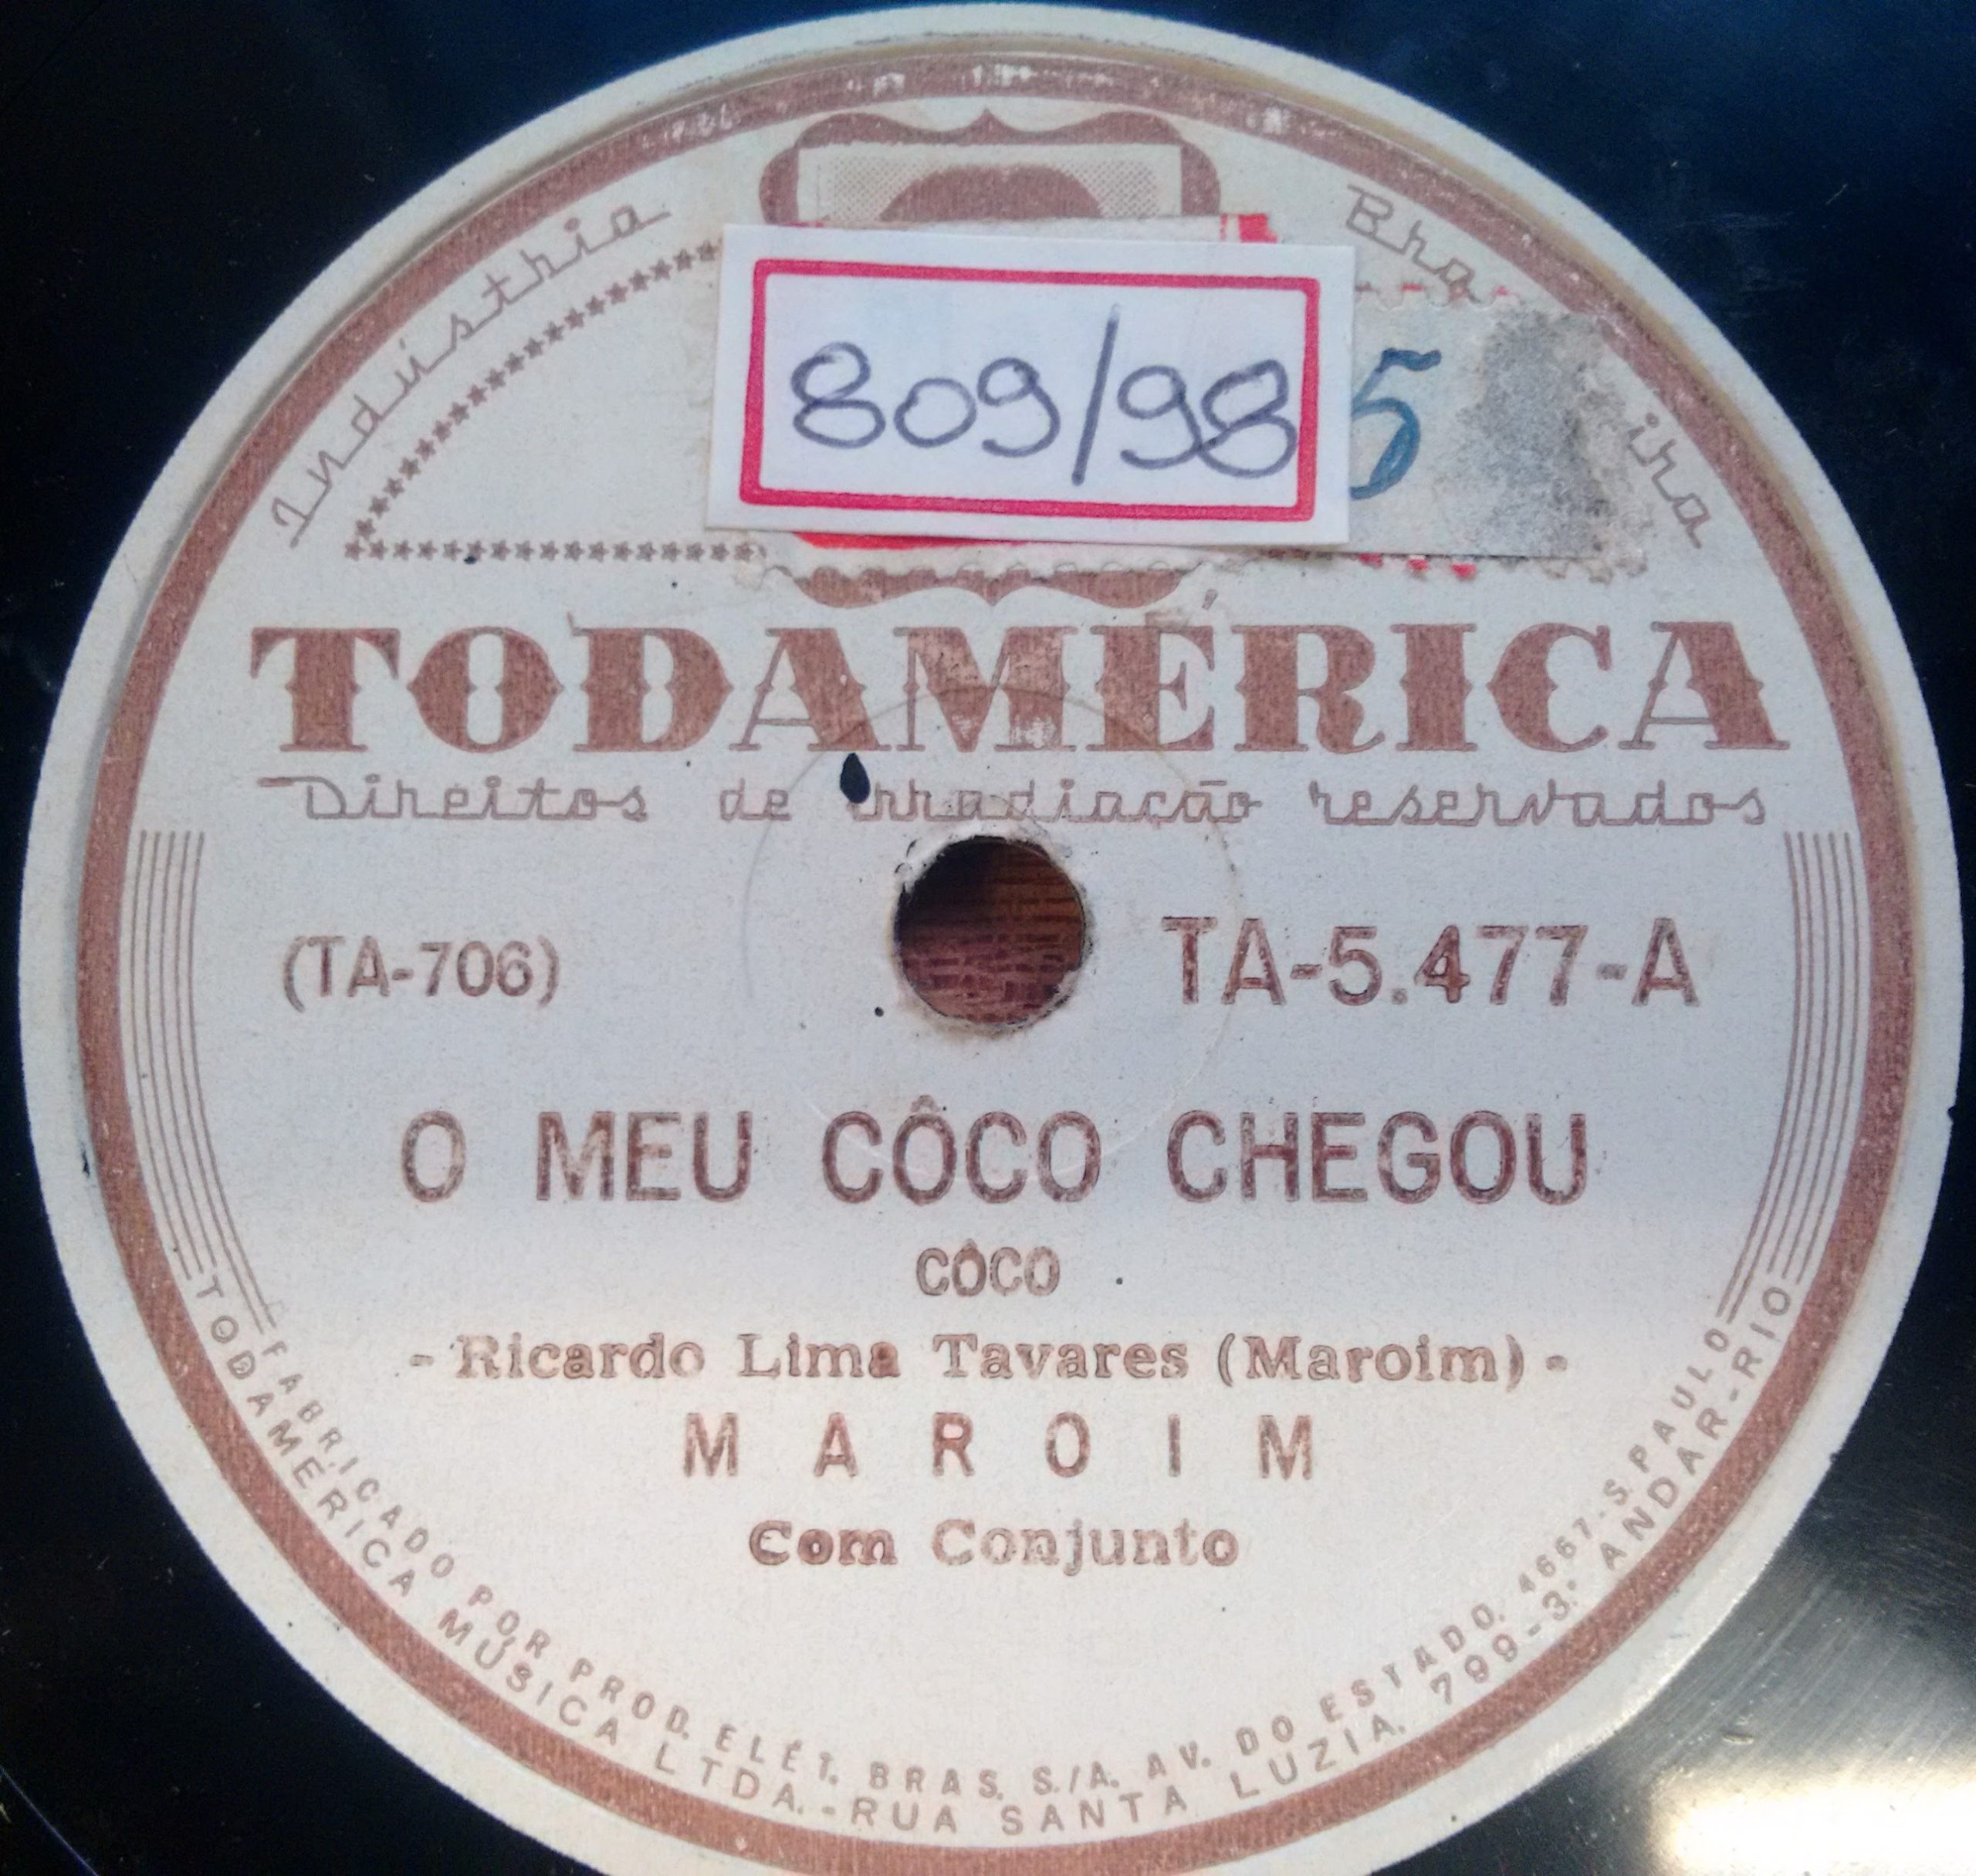 Indústria
809/98
5
TODAMÉRICA
Direitos de irradiação reservados
(TA-706)
TA-5.477-A
O MEU CÔCO CHEGOU
CÔCO
- Ricardo Lima Tavares (Maroim) -
MAROIM
Com Conjunto
FABRICADO POR PROD. ELÉT. BRAS. S./A. AV. DO ESTADO, 4667-S. PAULO
TODAMÉRICA MÚSICA LTDA.-RUA SANTA LUZIA. 799-3.° ANDAR-RIO